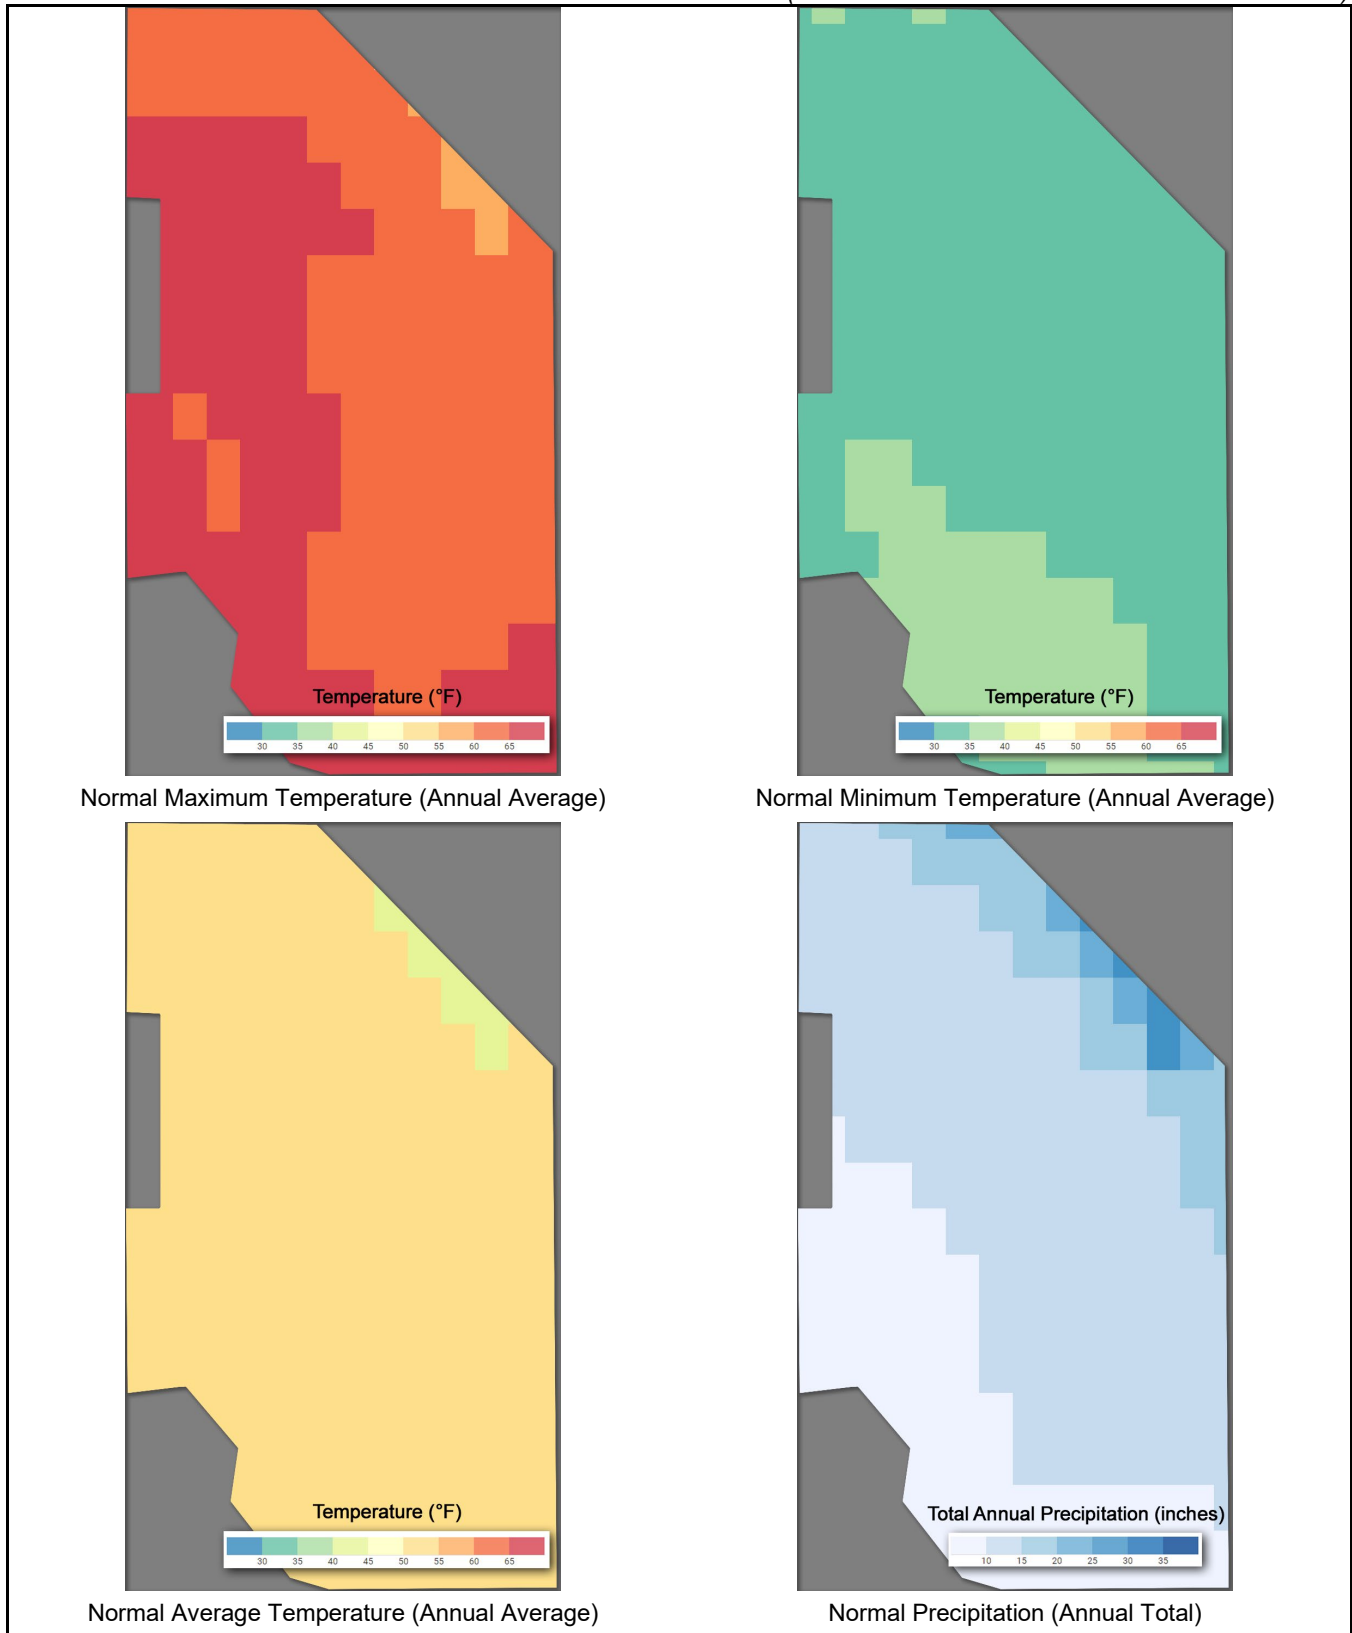 Temperature (°F)
30 35 40 45 50 55 60 65
Temperature (°F)
30 35 40 45 50 55 60 65
Normal Maximum Temperature (Annual Average)
Normal Minimum Temperature (Annual Average)
Temperature (°F)
30 35 40 45 50 55 60 65
Total Annual Precipitation (inches)
10 15 20 25 30 35
Normal Average Temperature (Annual Average)
Normal Precipitation (Annual Total)